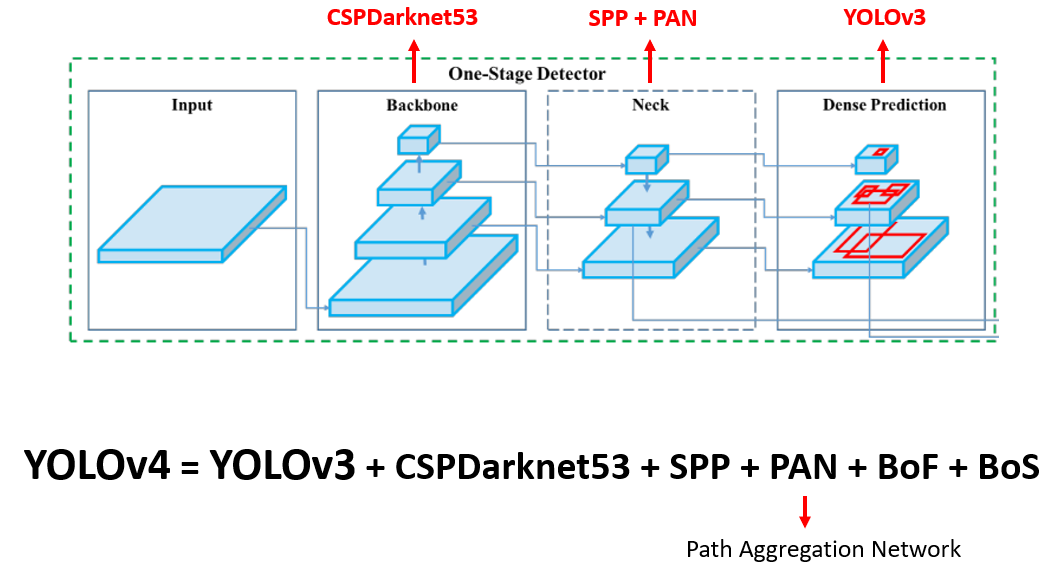 CSPDarknet53 SPP + PAN YOLOv3
One-Stage Detector
Input Backbone Neck Dense Prediction
YOLOv4 = YOLOv3 + CSPDarknet53 + SPP + PAN + BoF + BoS
Path Aggregation Network